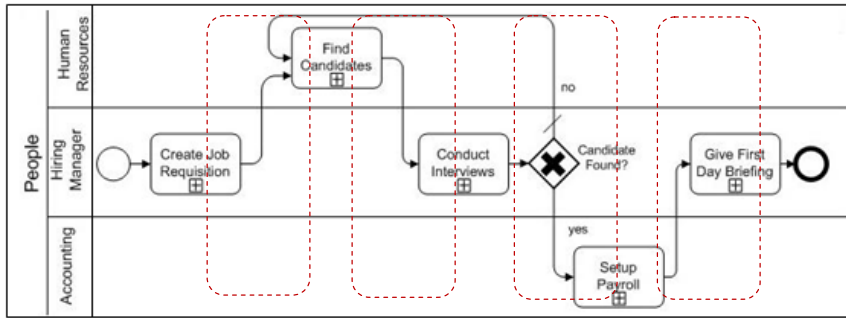 People
Human
Resources
Find
Oandidates
no
Hiring
Manager
Create Job
Requisition
Conduct
Interviews
Candidate
Found?
Give First
Day Briefing
yes
Accounting
Setup
Payroll